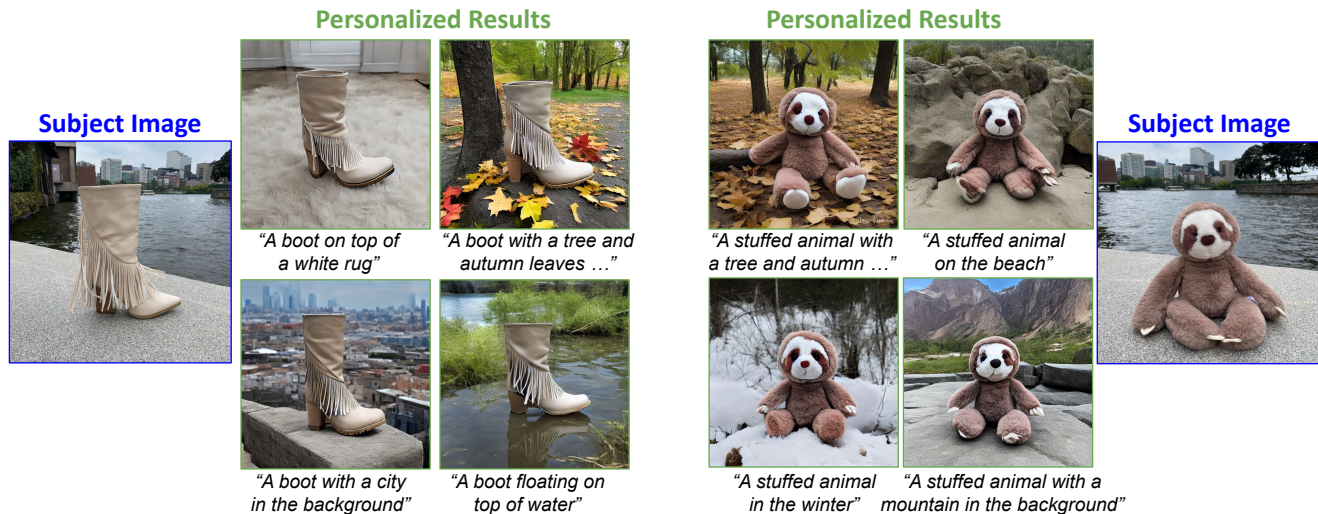 Personalized Results
Personalized Results
Subject Image
Subject Image
“A boot on top of
a white rug”
“A boot with a tree and
autumn leaves …”
“A stuffed animal with
a tree and autumn …”
“A stuffed animal
on the beach”
“A boot with a city
in the background”
“A boot floating on
top of water”
“A stuffed animal
in the winter”
“A stuffed animal with a
mountain in the background”